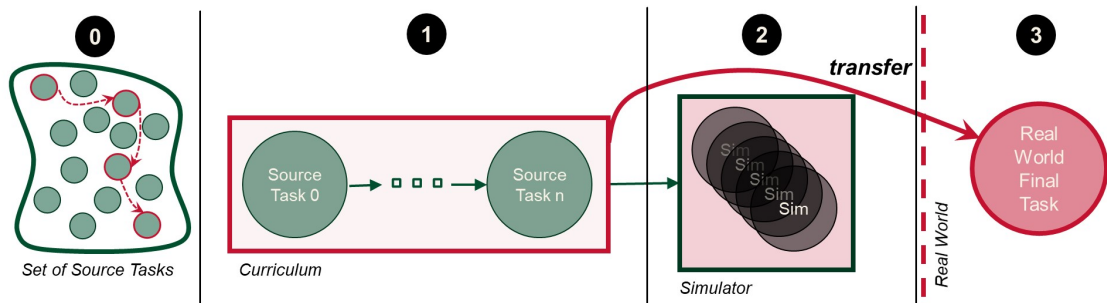 0
1
2
3
transfer
Source
Task 0
Source
Task n
Sim
Sim
Sim
Sim
Sim
Real
World
Final
Task
Set of Source Tasks
Curriculum
Simulator
Real World